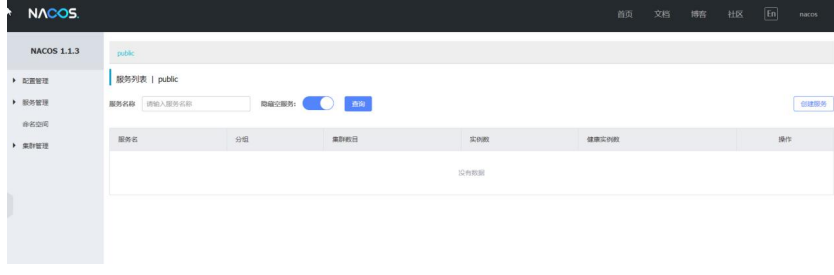 NACOS.
首页 文档 博客 社区 En nacos
NACOS 1.1.3
配置管理
服务管理
命名空间
集群管理
public
服务列表 | public
服务名称 请输入服务名称 隐藏空服务: 查询 创建服务
服务名 分组 集群数目 实例数 健康实例数 操作
没有数据